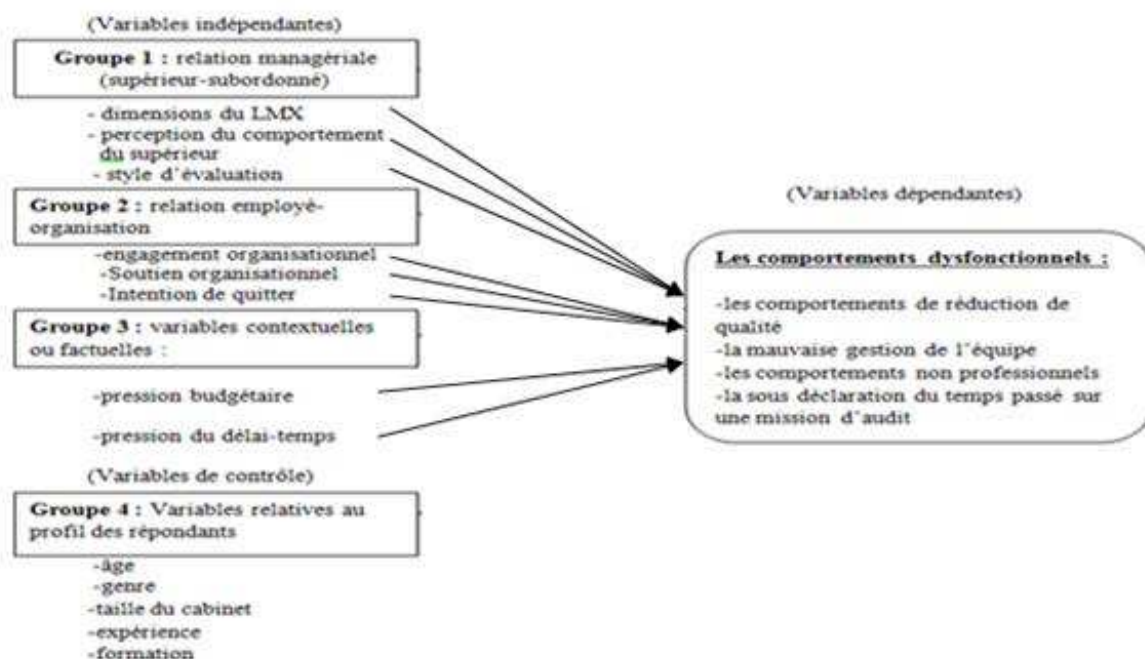 (Variables indépendantes)
Groupe 1 : relation managériale
(supérieur-subordonné)
- dimensions du LMX
- perception du comportement
du supérieur
- style d’évaluation
Groupe 2 : relation employé-
organisation
-engagement organisationnel
-Soutien organisationnel
-Intention de quitter
Groupe 3 : variables contextuelles
ou factuelles :
-pression budgétaire
-pression du délai-temps
(Variables de contrôle)
Groupe 4 : Variables relatives au
profil des répondants
-âge
-genre
-taille du cabinet
-expérience
-formation
(Variables dépendantes)
Les comportements dysfonctionnels :
-les comportements de réduction de
qualité
-la mauvaise gestion de l’équipe
-les comportements non professionnels
-la sous déclaration du temps passé sur
une mission d’audit